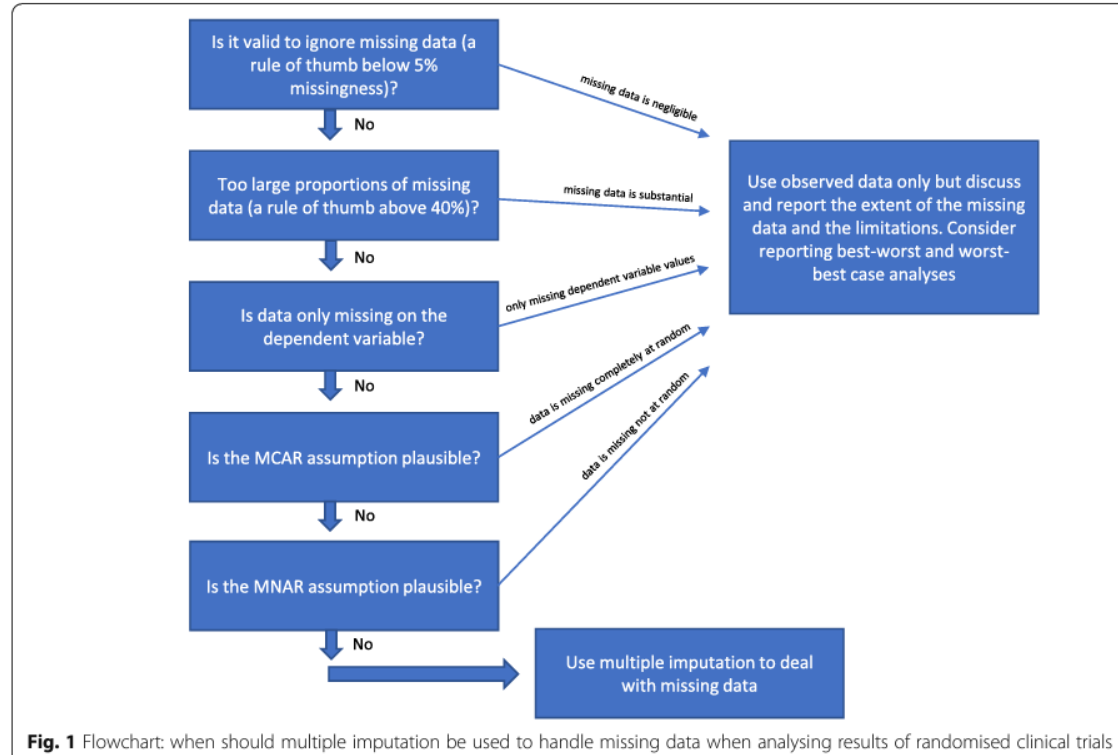 Is it valid to ignore missing data (a
rule of thumb below 5%
missingness)?
missing data is negligible
No
Too large proportions of missing
data (a rule of thumb above 40%)?
missing data is substantial
Use observed data only but discuss
and report the extent of the missing
data and the limitations. Consider
reporting best-worst and worst-
best case analyses
No
Is data only missing on the
dependent variable?
only missing dependent variable values
No
Is the MCAR assumption plausible?
data is missing completely at random
No
Is the MNAR assumption plausible?
data is missing not at random
No
Use multiple imputation to deal
with missing data
Fig. 1 Flowchart: when should multiple imputation be used to handle missing data when analysing results of randomised clinical trials